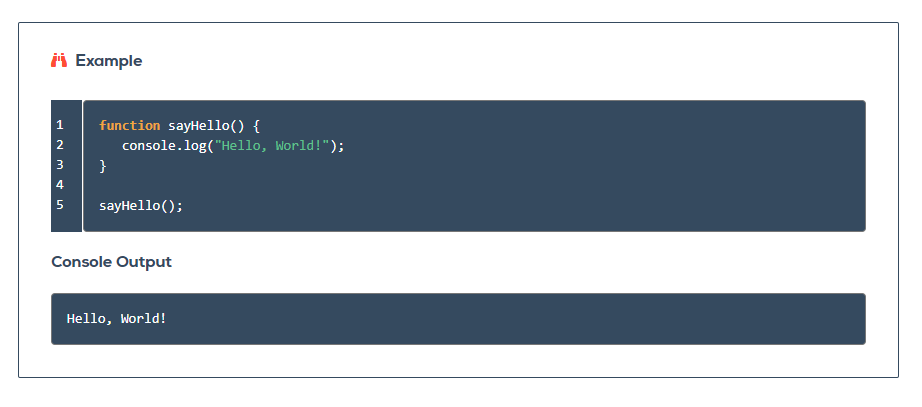 Example
1 function sayHello() {
2 console.log("Hello, World!");
3 }
4
5 sayHello();
Console Output
Hello, World!